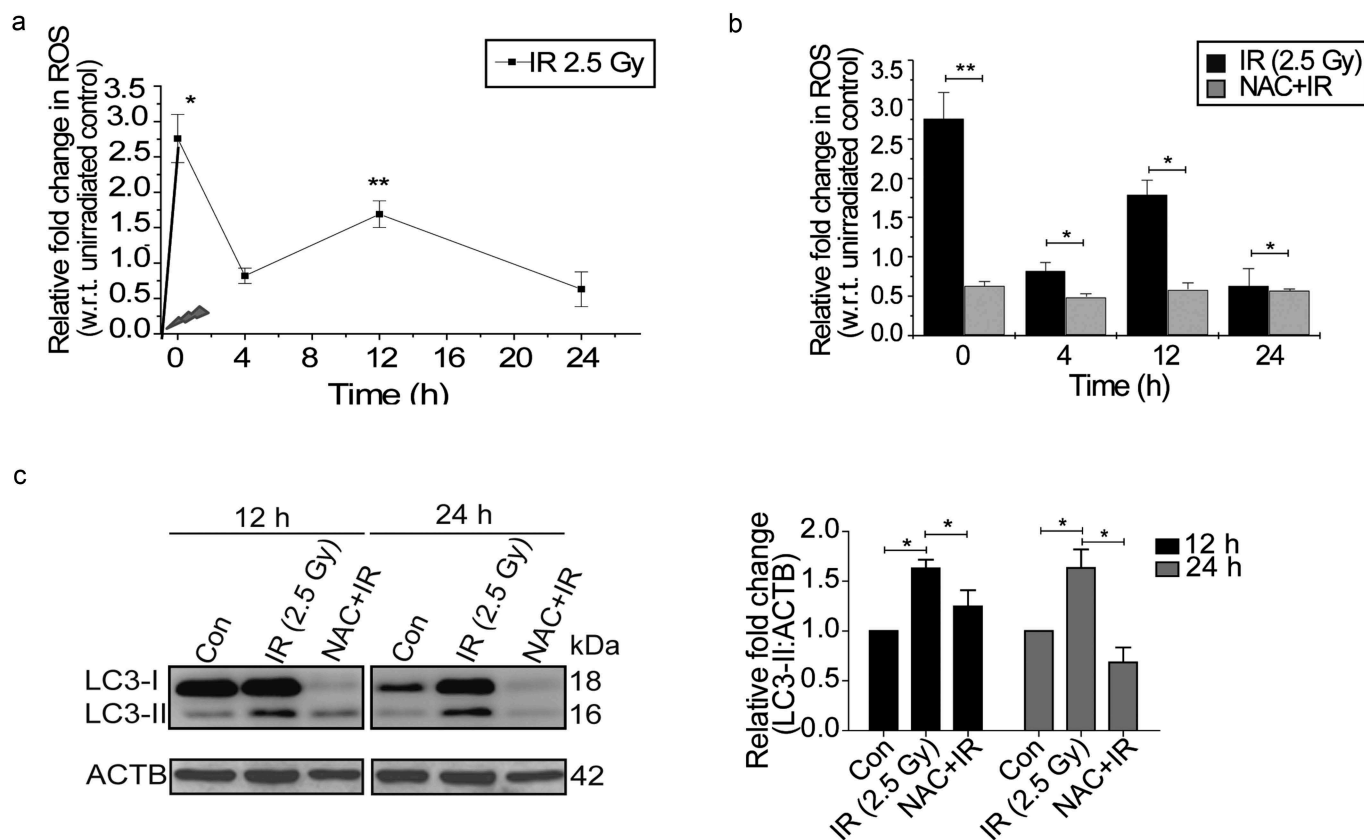 a
IR 2.5 Gy
Relative fold change in ROS
(w.r.t. unirradiated control)
3.5
3.0
2.5
2.0
1.5
1.0
0.5
0.0
*
**
0 4 8 12 16 20 24
Time (h)
b
IR (2.5 Gy)
NAC+IR
Relative fold change in ROS
(w.r.t. unirradiated control)
3.5
3.0
2.5
2.0
1.5
1.0
0.5
0.0
**
*
*
*
0 4 12 24
Time (h)
c
12 h 24 h
Con IR (2.5 Gy) NAC+IR Con IR (2.5 Gy) NAC+IR kDa
LC3-I 18
LC3-II 16
ACTB 42
Relative fold change
(LC3-II:ACTB)
2.0
1.5
1.0
0.5
0.0
* * * *
12 h
24 h
Con IR (2.5 Gy) NAC+IR Con IR (2.5 Gy) NAC+IR